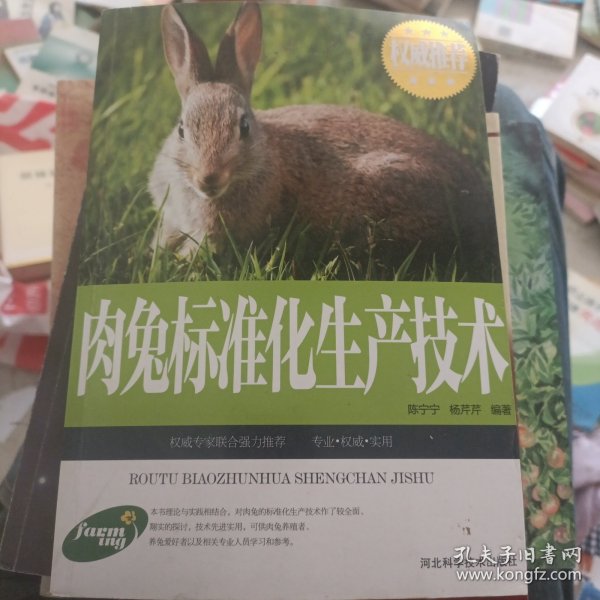 权威推荐
肉兔标准化生产技术
陈宁宁 杨芹芹 编著
权威专家联合强力推荐 专业·权威·实用
ROUTU BIAOZHUNHUA SHENGCHAN JISHU
farming
本书理论与实践相结合，对肉兔的标准化生产技术作了较全面、
翔实的探讨，技术先进实用，可供肉兔养殖者、
养兔爱好者以及相关专业人员学习和参考。
河北科学技术出版社
孔夫子旧书网
www.kongfz.com